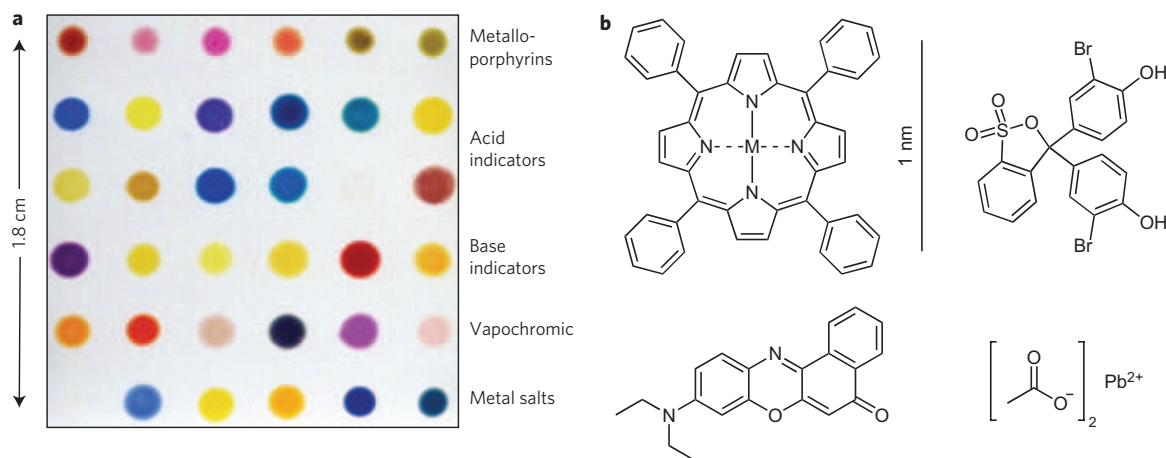 a
Metallo-
porphyrins
Acid
indicators
Base
indicators
Vapochromic
Metal salts
1.8 cm
b
N
N
M
N
N
1 nm
Br
OH
O
O
S
O
Br
OH
N
N
O
O
O
O−
2
Pb2+